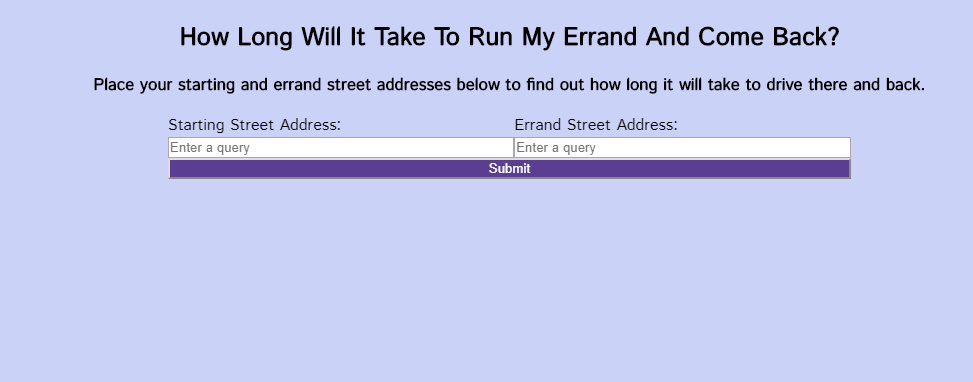 How Long Will It Take To Run My Errand And Come Back?
Place your starting and errand street addresses below to find out how long it will take to drive there and back.
Starting Street Address: Errand Street Address:
Enter a query Enter a query
Submit